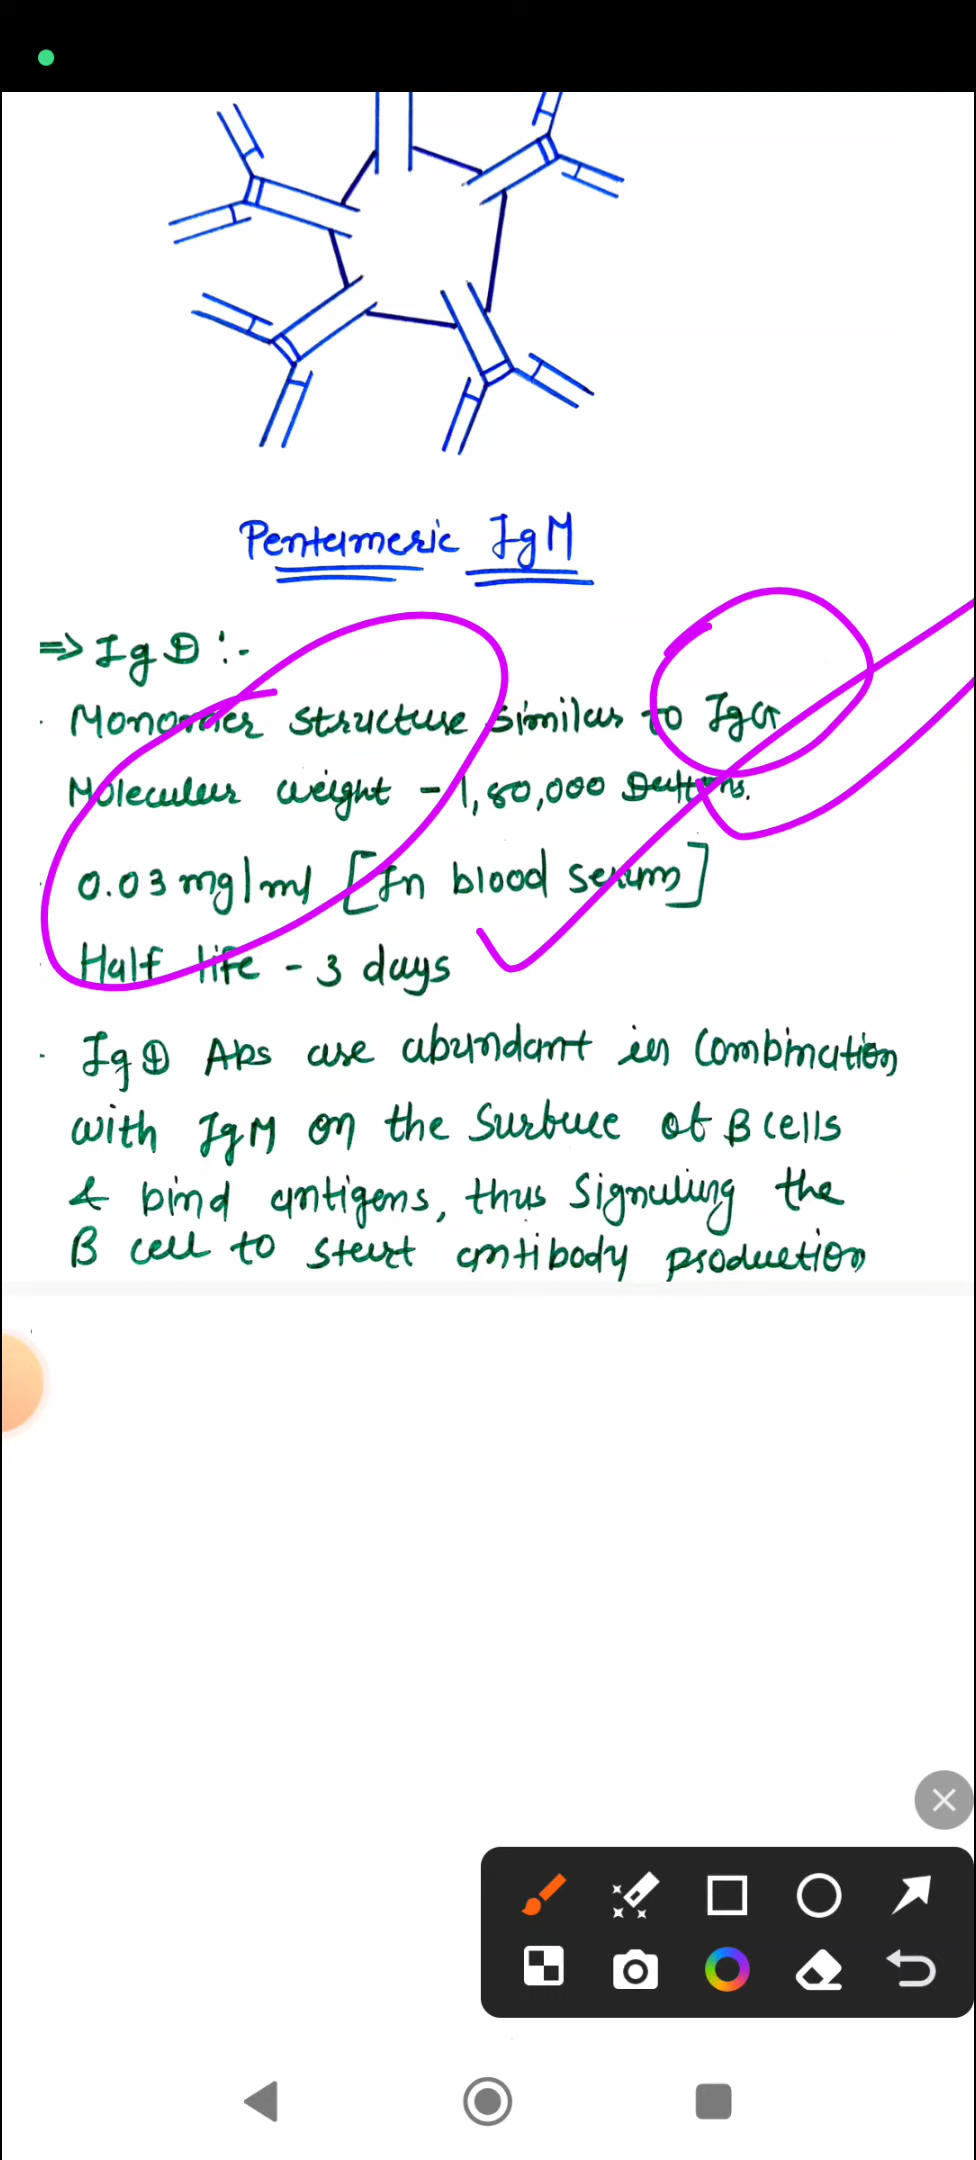 Pentameric IgM
=> IgD :-
. Monomer structure similar to IgG
Molecular weight - 1,80,000 Daltons.
. 0.03 mg/ml [In blood serum]
. Half life - 3 days
. IgD Abs are abundant in combination
with IgM on the surface of B cells
& bind antigens, thus signaling the
B cell to start antibody production